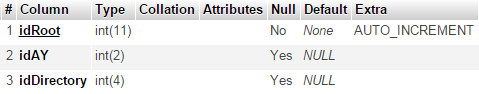 # Column Type Collation Attributes Null Default Extra
1 idRoot int(11) No None AUTO_INCREMENT
2 idAY int(2) Yes NULL
3 idDirectory int(4) Yes NULL